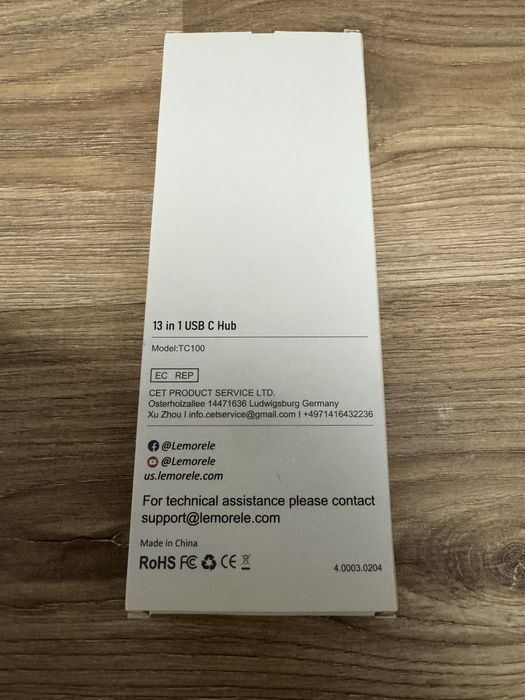 13 in 1 USB C Hub
Model:TC100
EC REP
CET PRODUCT SERVICE LTD.
Osterholzallee 14471636 Ludwigsburg Germany
Xu Zhou I info.cetservice@gmail.com I +4971416432236
@Lemorele
@Lemorele
us.lemorele.com
For technical assistance please contact
support@lemorele.com
Made in China
RoHS FC CE
4.0003.0204